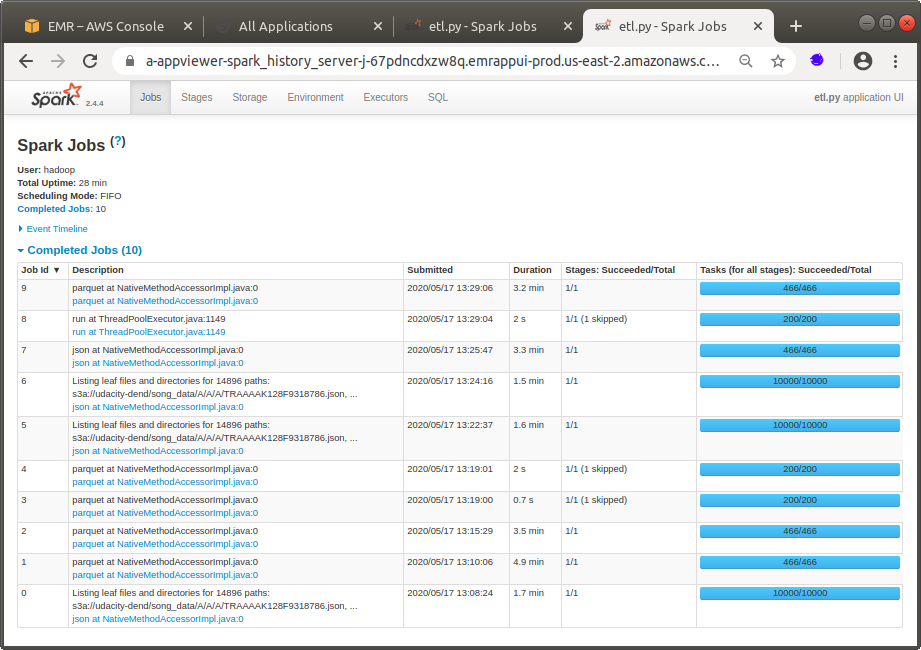 EMR – AWS Console
All Applications
etl.py - Spark Jobs
etl.py - Spark Jobs
a-appviewer-spark_history_server-j-67pdncdxzw8q.emrappui-prod.us-east-2.amazonaws.c...
APACHE
Spark 2.4.4
Jobs Stages Storage Environment Executors SQL
etl.py application UI
Spark Jobs (?)
User: hadoop
Total Uptime: 28 min
Scheduling Mode: FIFO
Completed Jobs: 10
Event Timeline
Completed Jobs (10)
Job Id ▼ Description Submitted Duration Stages: Succeeded/Total Tasks (for all stages): Succeeded/Total
9 parquet at NativeMethodAccessorImpl.java:0 2020/05/17 13:29:06 3.2 min 1/1 466/466
parquet at NativeMethodAccessorImpl.java:0
8 run at ThreadPoolExecutor.java:1149 2020/05/17 13:29:04 2 s 1/1 (1 skipped) 200/200
run at ThreadPoolExecutor.java:1149
7 json at NativeMethodAccessorImpl.java:0 2020/05/17 13:25:47 3.3 min 1/1 466/466
json at NativeMethodAccessorImpl.java:0
6 Listing leaf files and directories for 14896 paths: 2020/05/17 13:24:16 1.5 min 1/1 10000/10000
s3a://udacity-dend/song_data/A/A/A/TRAAAAK128F9318786.json, ...
json at NativeMethodAccessorImpl.java:0
5 Listing leaf files and directories for 14896 paths: 2020/05/17 13:22:37 1.6 min 1/1 10000/10000
s3a://udacity-dend/song_data/A/A/A/TRAAAAK128F9318786.json, ...
json at NativeMethodAccessorImpl.java:0
4 parquet at NativeMethodAccessorImpl.java:0 2020/05/17 13:19:01 2 s 1/1 (1 skipped) 200/200
parquet at NativeMethodAccessorImpl.java:0
3 parquet at NativeMethodAccessorImpl.java:0 2020/05/17 13:19:00 0.7 s 1/1 (1 skipped) 200/200
parquet at NativeMethodAccessorImpl.java:0
2 parquet at NativeMethodAccessorImpl.java:0 2020/05/17 13:15:29 3.5 min 1/1 466/466
parquet at NativeMethodAccessorImpl.java:0
1 parquet at NativeMethodAccessorImpl.java:0 2020/05/17 13:10:06 4.9 min 1/1 466/466
parquet at NativeMethodAccessorImpl.java:0
0 Listing leaf files and directories for 14896 paths: 2020/05/17 13:08:24 1.7 min 1/1 10000/10000
s3a://udacity-dend/song_data/A/A/A/TRAAAAK128F9318786.json, ...
json at NativeMethodAccessorImpl.java:0